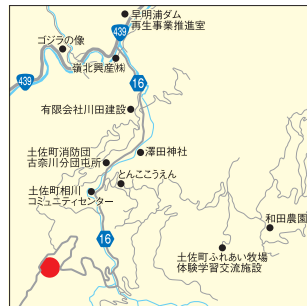 早明浦ダム
再生事業推進室
439
ゴジラの像
嶺北興産㈱
439
16
有限会社川田建設
土佐町消防団
古奈川分団屯所
澤田神社
とんここうえん
土佐町相川
コミュニティセンター
和田農園
16
土佐町ふれあい牧場
体験学習交流施設